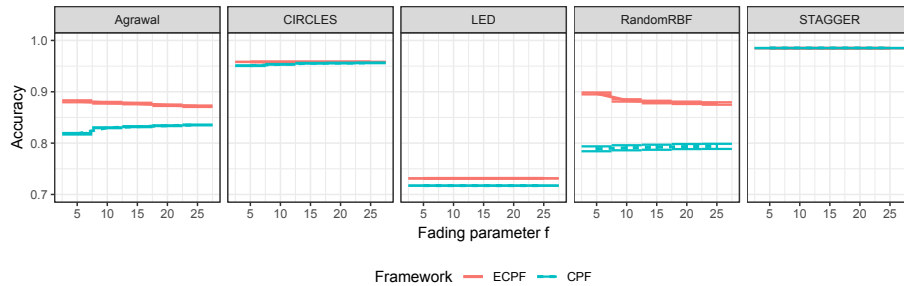 Agrawal CIRCLES LED RandomRBF STAGGER
1.0
0.9
0.8
0.7
Accuracy
5 10 15 20 25 5 10 15 20 25 5 10 15 20 25 5 10 15 20 25 5 10 15 20 25
Fading parameter f
Framework ECPF CPF